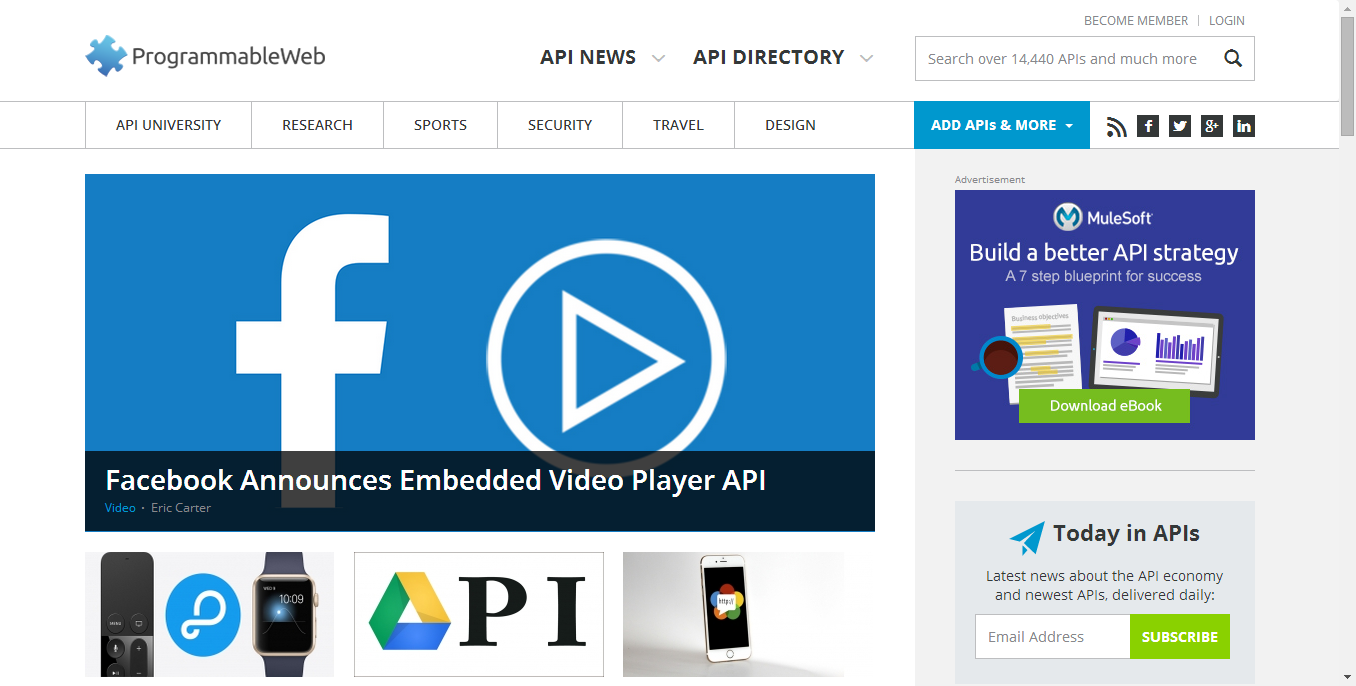 BECOME MEMBER | LOGIN
ProgrammableWeb
API NEWS
API DIRECTORY
Search over 14,440 APIs and much more
API UNIVERSITY
RESEARCH
SPORTS
SECURITY
TRAVEL
DESIGN
ADD APIs & MORE
Advertisement
MuleSoft
Build a better API strategy
A 7 step blueprint for success
Business objectives
Download eBook
Facebook Announces Embedded Video Player API
Video · Eric Carter
MENU
10:09
API
http://
Today in APIs
Latest news about the API economy
and newest APIs, delivered daily:
Email Address
SUBSCRIBE